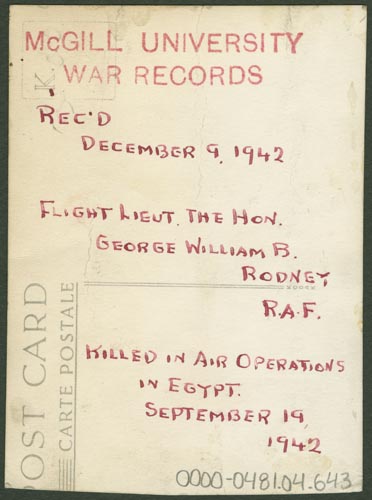 McGILL UNIVERSITY
WAR RECORDS
REC'D
DECEMBER 9, 1942
FLIGHT LIEUT. THE HON.
GEORGE WILLIAM B.
RODNEY
R.A.F.
KILLED IN AIR OPERATIONS
IN EGYPT.
SEPTEMBER 19,
1942
POST CARD
CARTE POSTALE
0000-0481.04.643